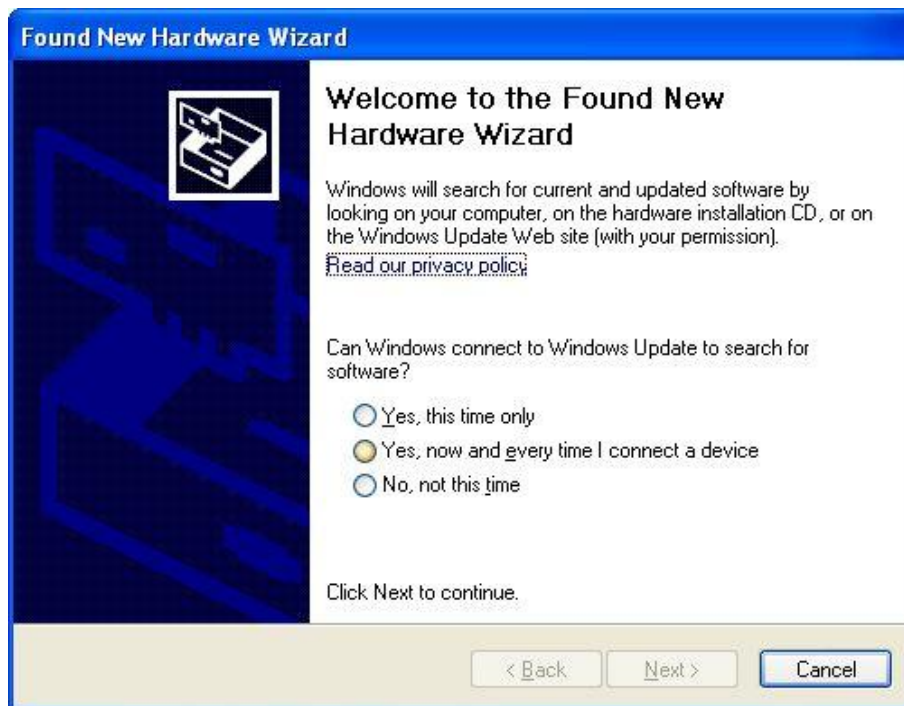 Found New Hardware Wizard
Welcome to the Found New
Hardware Wizard
Windows will search for current and updated software by
looking on your computer, on the hardware installation CD, or on
the Windows Update Web site (with your permission).
Read our privacy policy
Can Windows connect to Windows Update to search for
software?
Yes, this time only
Yes, now and every time I connect a device
No, not this time
Click Next to continue.
< Back
Next >
Cancel